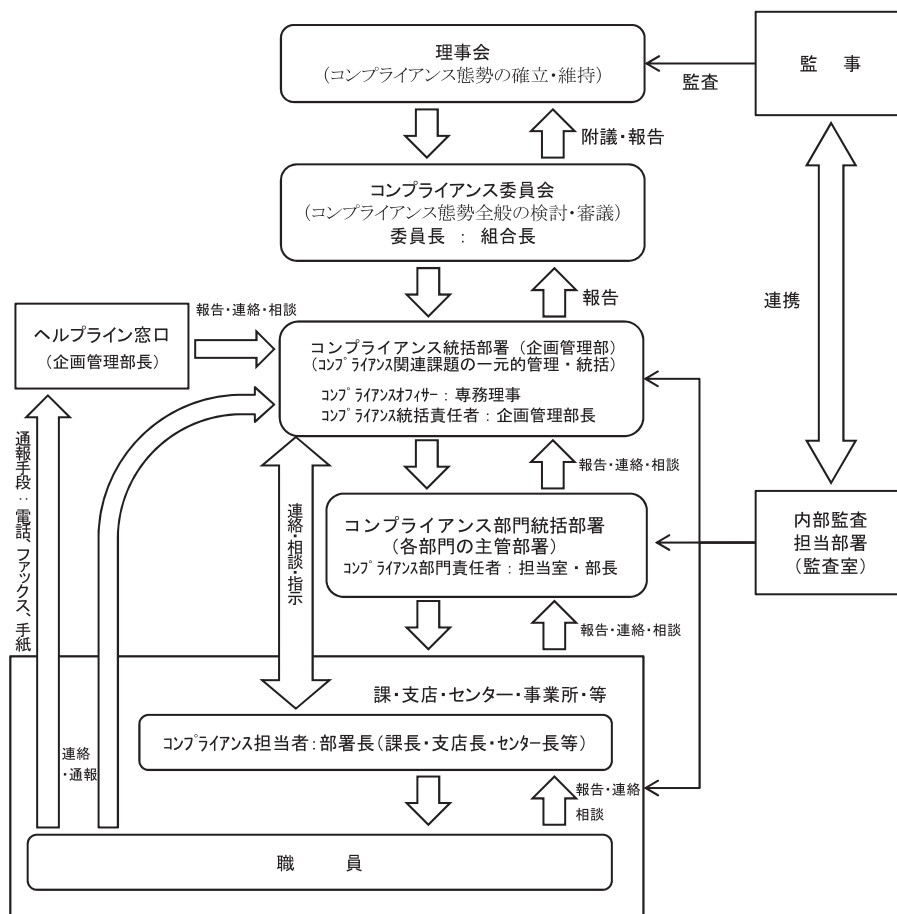 理事会
(コンプライアンス態勢の確立・維持)
監　事
監査
附議・報告
コンプライアンス委員会
(コンプライアンス態勢全般の検討・審議)
委員長 ： 組合長
報告
連携
ヘルプライン窓口
(企画管理部長)
報告・連絡・相談
コンプライアンス統括部署 (企画管理部)
(コンプライアンス関連課題の一元的管理・統括)
コンプライアンスオフィサー：専務理事
コンプライアンス統括責任者：企画管理部長
通報手段：電話、ファックス、手紙
連絡・相談・指示
報告・連絡・相談
コンプライアンス部門統括部署
(各部門の主管部署)
コンプライアンス部門責任者：担当室・部長
内部監査
担当部署
(監査室)
報告・連絡・相談
課・支店・センター・事業所・等
コンプライアンス担当者：部署長(課長・支店長・センター長等)
連絡
・通報
報告・連絡
相談
職　員